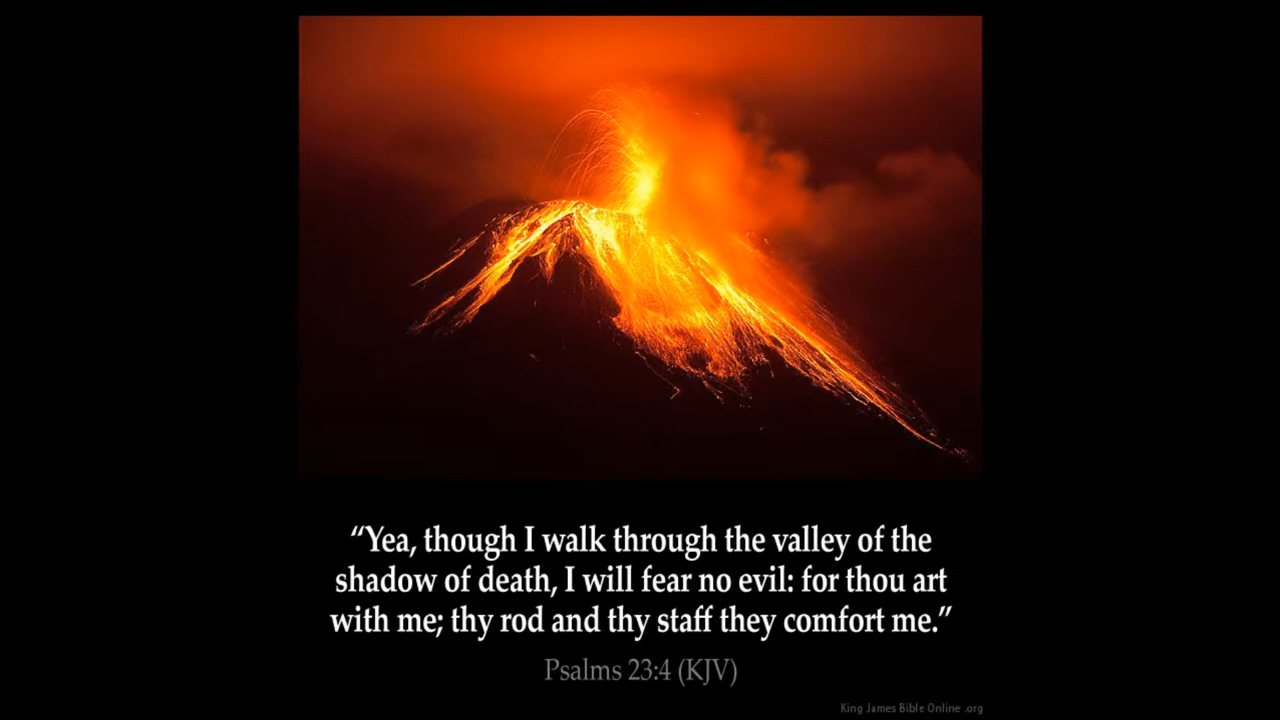 “Yea, though I walk through the valley of the
shadow of death, I will fear no evil: for thou art
with me; thy rod and thy staff they comfort me.”
Psalms 23:4 (KJV)
King James Bible Online .org